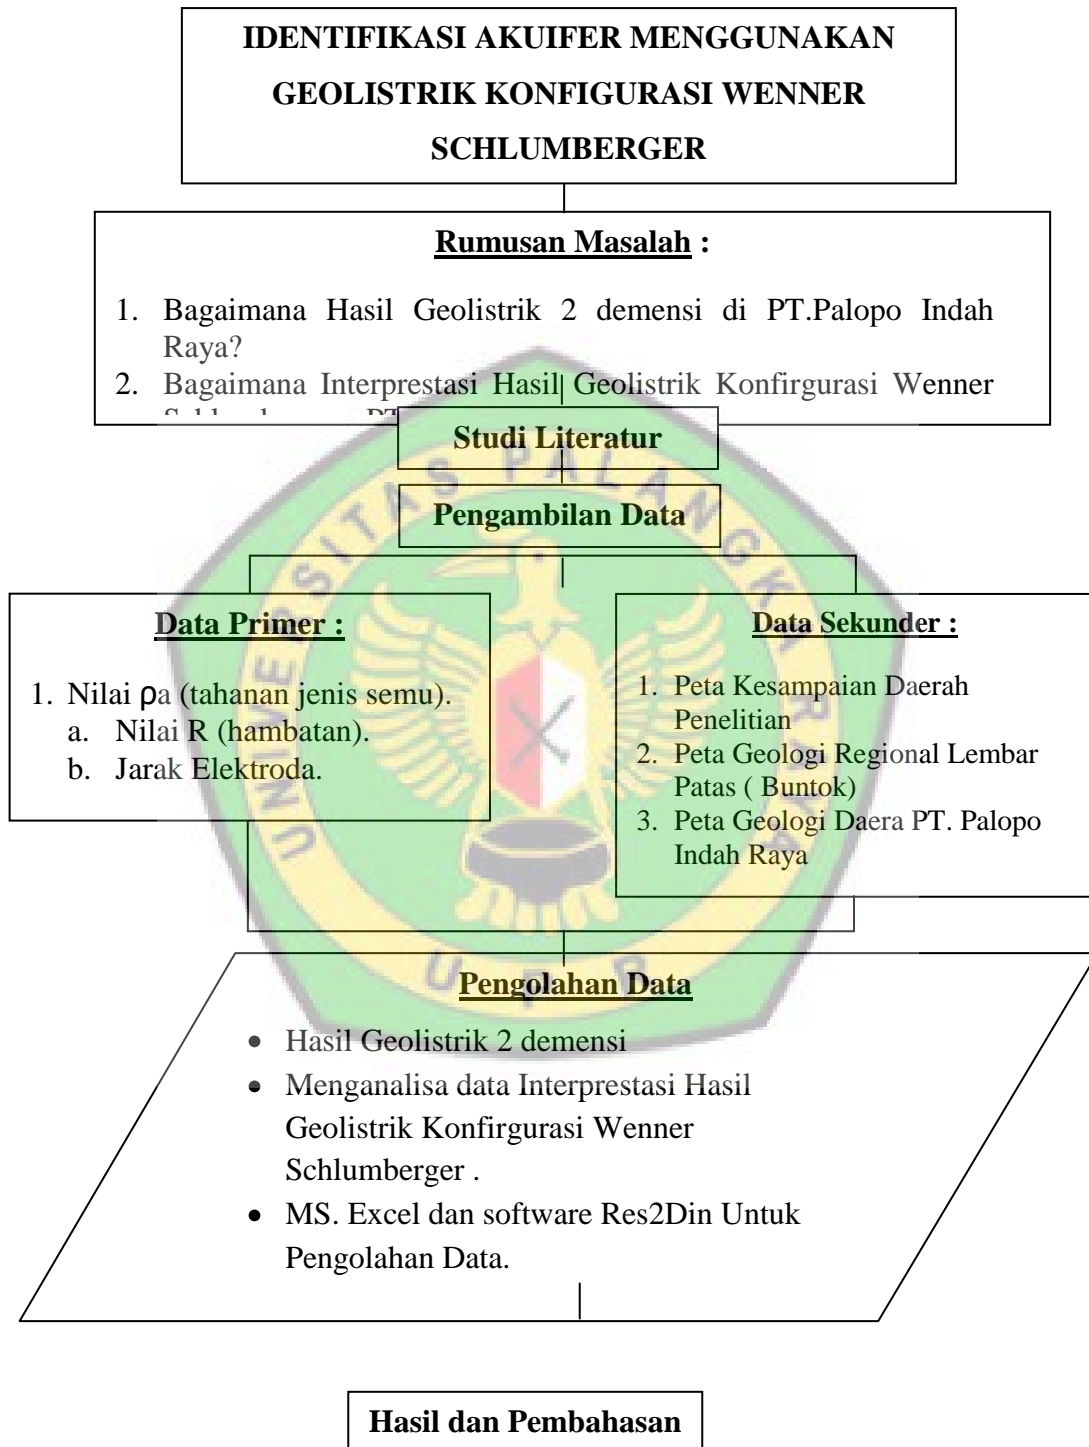 IDENTIFIKASI AKUIFER MENGGUNAKAN
GEOLISTRIK KONFIGURASI WENNER
SCHLUMBERGER
Rumusan Masalah :
1. Bagaimana Hasil Geolistrik 2 demensi di PT.Palopo Indah
Raya?
2. Bagaimana Interprestasi Hasil Geolistrik Konfirgurasi Wenner
Studi Literatur
Pengambilan Data
Data Primer :
1. Nilai ρa (tahanan jenis semu).
a. Nilai R (hambatan).
b. Jarak Elektroda.
Data Sekunder :
1. Peta Kesampaian Daerah
Penelitian
2. Peta Geologi Regional Lembar
Patas ( Buntok)
3. Peta Geologi Daera PT. Palopo
Indah Raya
Pengolahan Data
• Hasil Geolistrik 2 demensi
• Menganalisa data Interprestasi Hasil
Geolistrik Konfirgurasi Wenner
Schlumberger .
• MS. Excel dan software Res2Din Untuk
Pengolahan Data.
Hasil dan Pembahasan
UNIVERSITAS PALANGKA RAYA
UPR